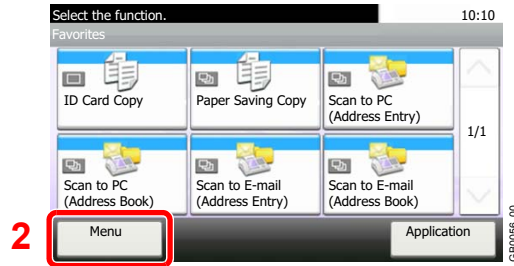 Select the function.
10:10
Favorites
ID Card Copy
Paper Saving Copy
Scan to PC
(Address Entry)
1/1
Scan to PC
(Address Book)
Scan to E-mail
(Address Entry)
Scan to E-mail
(Address Book)
2
Menu
Application
GB0056_00